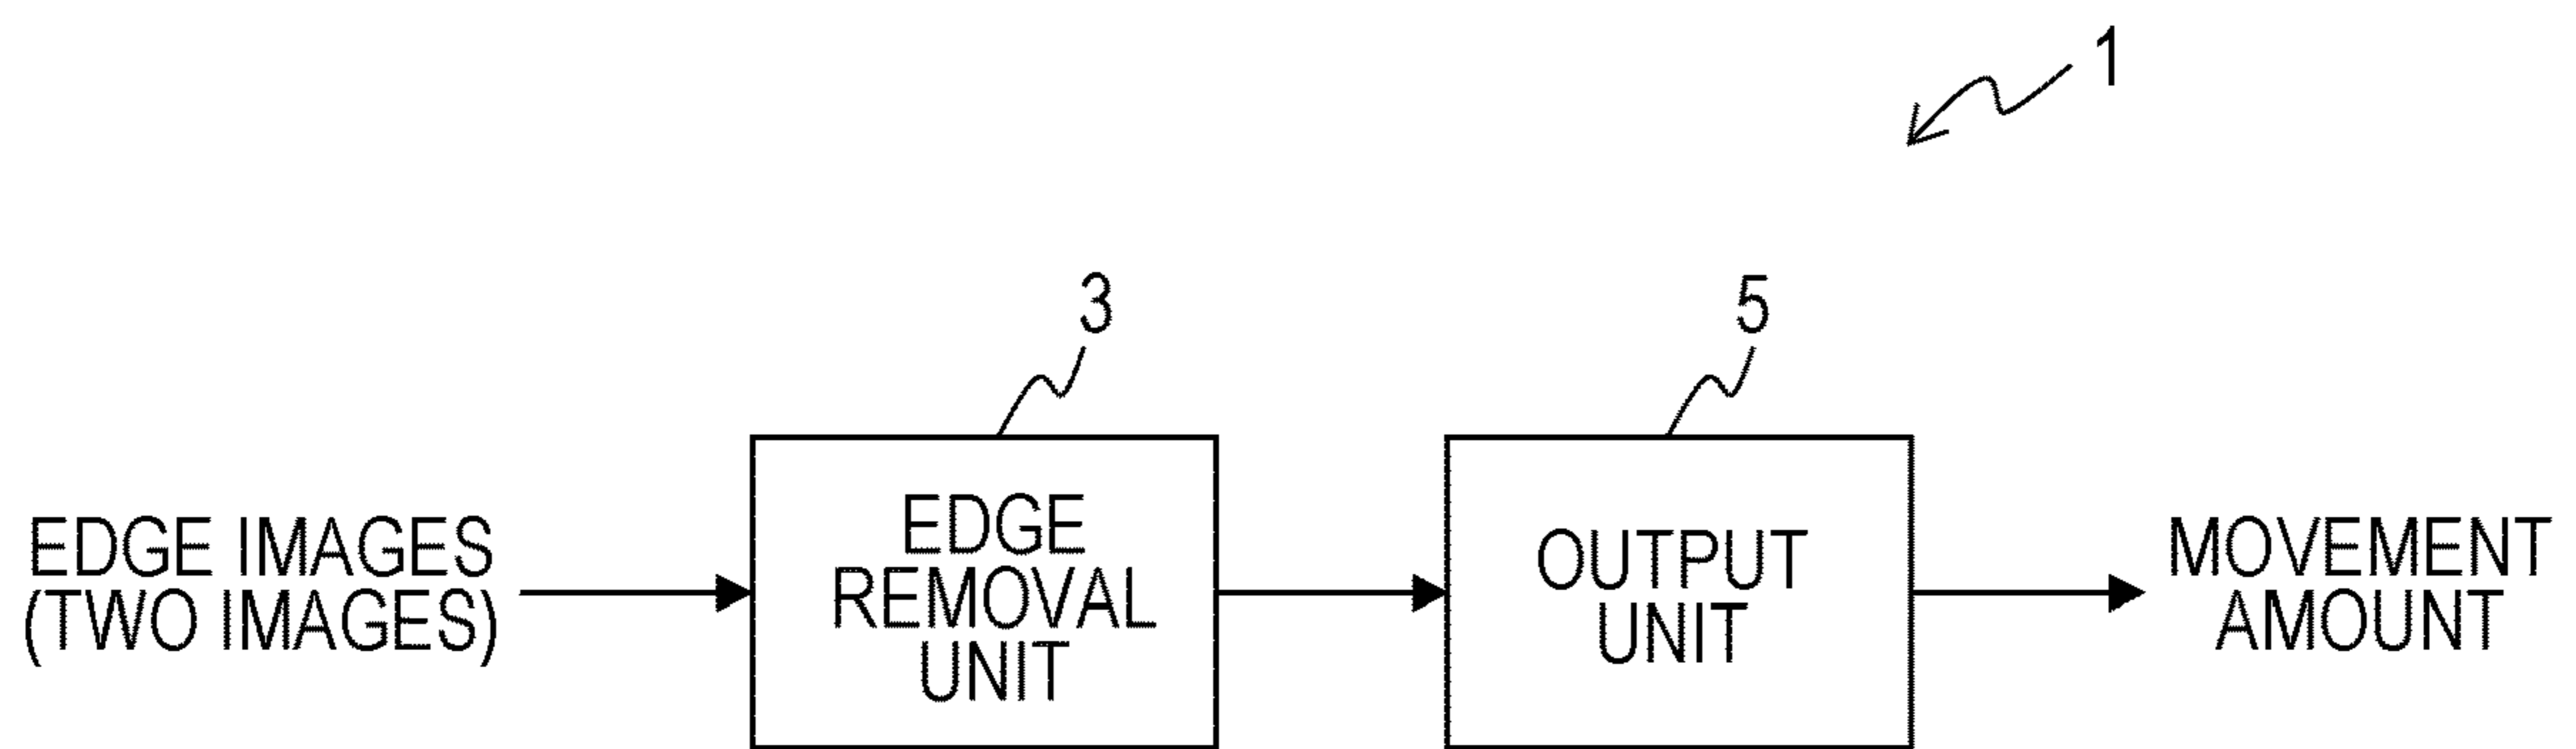 1
3
5
EDGE IMAGES
(TWO IMAGES)
EDGE
REMOVAL
UNIT
OUTPUT
UNIT
MOVEMENT
AMOUNT